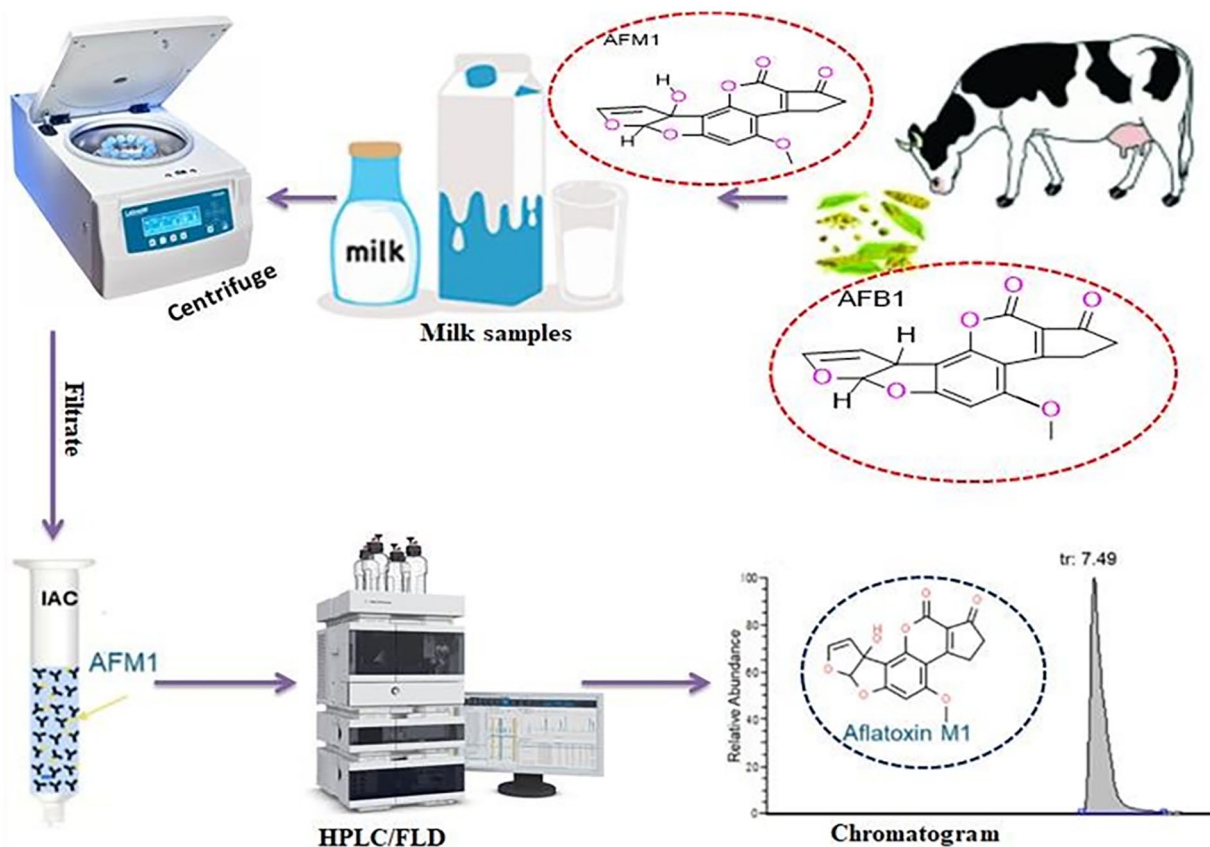 AFM1
H
O
O
O
O
O
O
H
O
milk
Centrifuge
Milk samples
AFB1
O
O
O
H
O
O
H
O
Filtrate
IAC
AFM1
HPLC/FLD
tr: 7.49
100
80
60
40
20
0
Relative Abundance
OH
O
O
O
O
O
O
Aflatoxin M1
Chromatogram